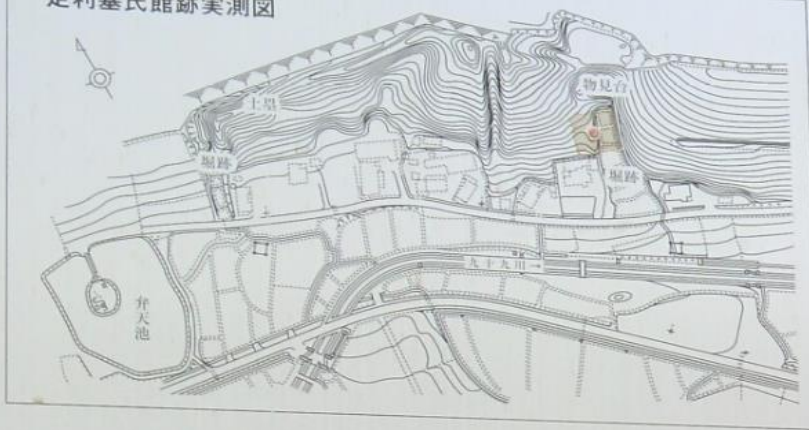 足利基氏館跡実測図
物見台
土塁
堀跡
堀跡
九十九川→
弁天池